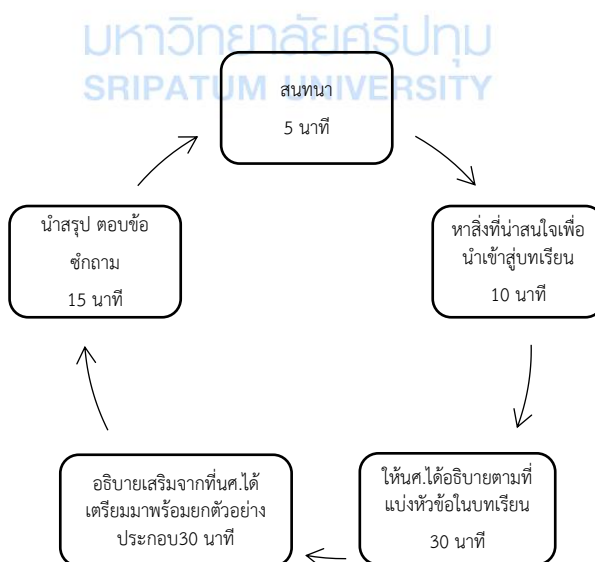 มหาวิทยาลัยศรีปทุม
SRIPATUM UNIVERSITY
สนทนา
5 นาที
หาสิ่งที่น่าสนใจเพื่อ
นำเข้าสู่บทเรียน
10 นาที
ให้นศ.ได้อธิบายตามที่
แบ่งหัวข้อในบทเรียน
30 นาที
อธิบายเสริมจากที่นศ.ได้
เตรียมมาพร้อมยกตัวอย่าง
ประกอบ30 นาที
นำสรุป ตอบข้อ
ซักถาม
15 นาที